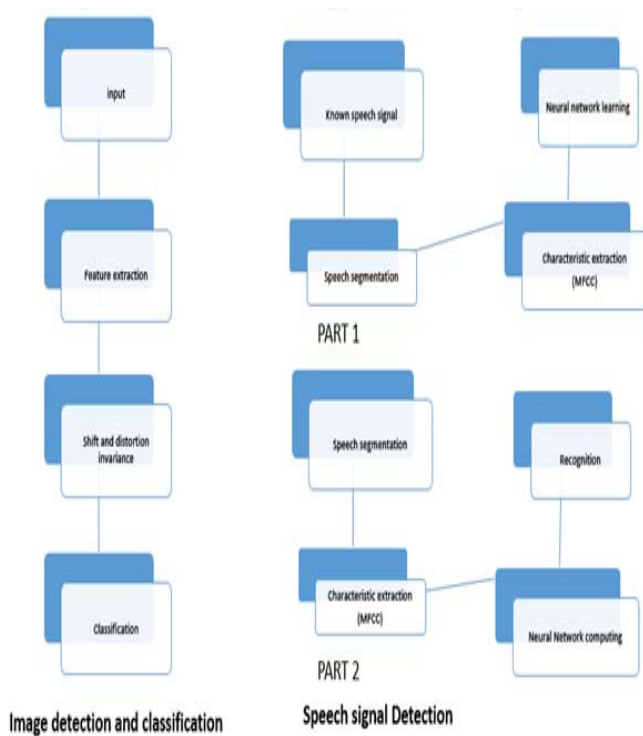 input
Feature extraction
Shift and distortion
invariance
Classification
Image detection and classification
Known speech signal
Speech segmentation
Characteristic extraction
(MFCC)
Neural network learning
PART 1
Speech segmentation
Characteristic extraction
(MFCC)
Neural Network computing
Recognition
PART 2
Speech signal Detection